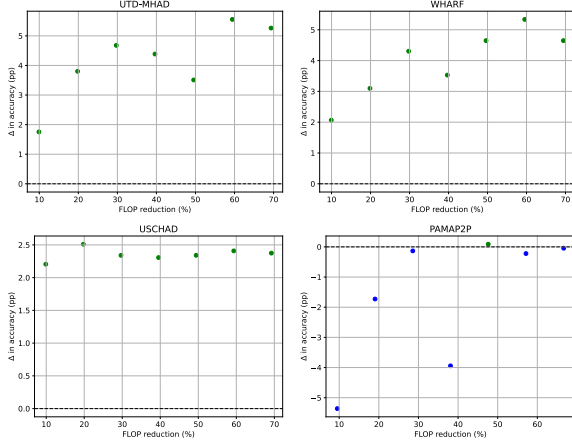 UTD-MHAD
Δ in accuracy (pp)
5
4
3
2
1
0
10 20 30 40 50 60 70
FLOP reduction (%)
WHARF
Δ in accuracy (pp)
5
4
3
2
1
0
10 20 30 40 50 60 70
FLOP reduction (%)
USCHAD
Δ in accuracy (pp)
2.5
2.0
1.5
1.0
0.5
0.0
10 20 30 40 50 60 70
FLOP reduction (%)
PAMAP2P
Δ in accuracy (pp)
0
−1
−2
−3
−4
−5
10 20 30 40 50 60
FLOP reduction (%)